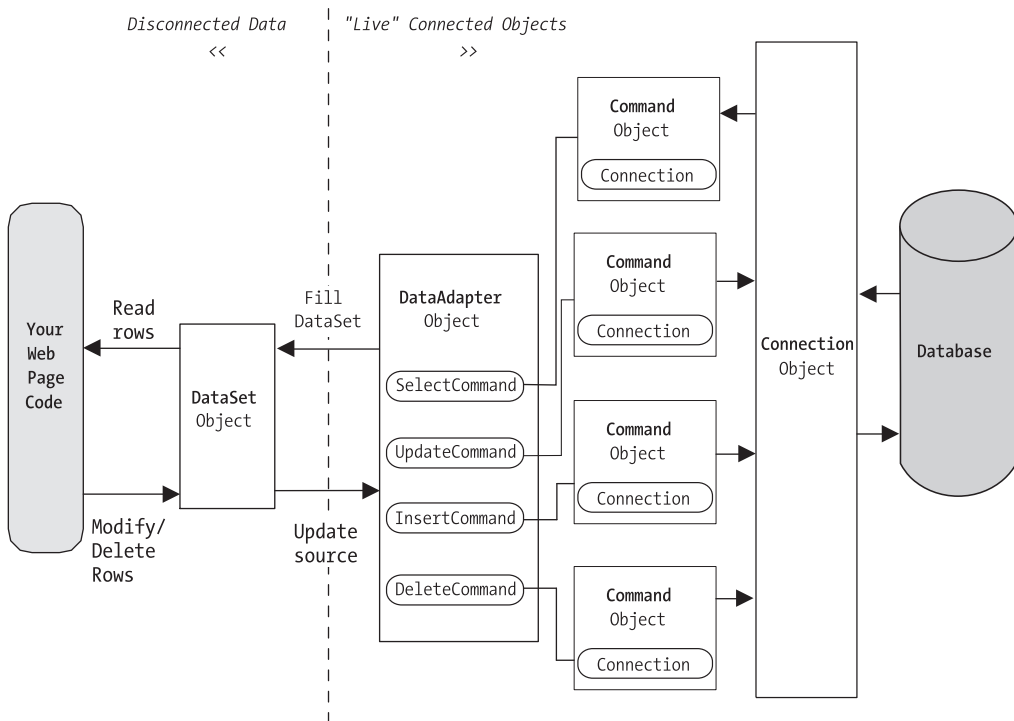 Disconnected Data
<<
"Live" Connected Objects
>>
Your
Web
Page
Code
Read
rows
Modify/
Delete
Rows
DataSet
Object
Fill
DataSet
Update
source
DataAdapter
Object
SelectCommand
UpdateCommand
InsertCommand
DeleteCommand
Command
Object
Connection
Command
Object
Connection
Command
Object
Connection
Command
Object
Connection
Connection
Object
Database